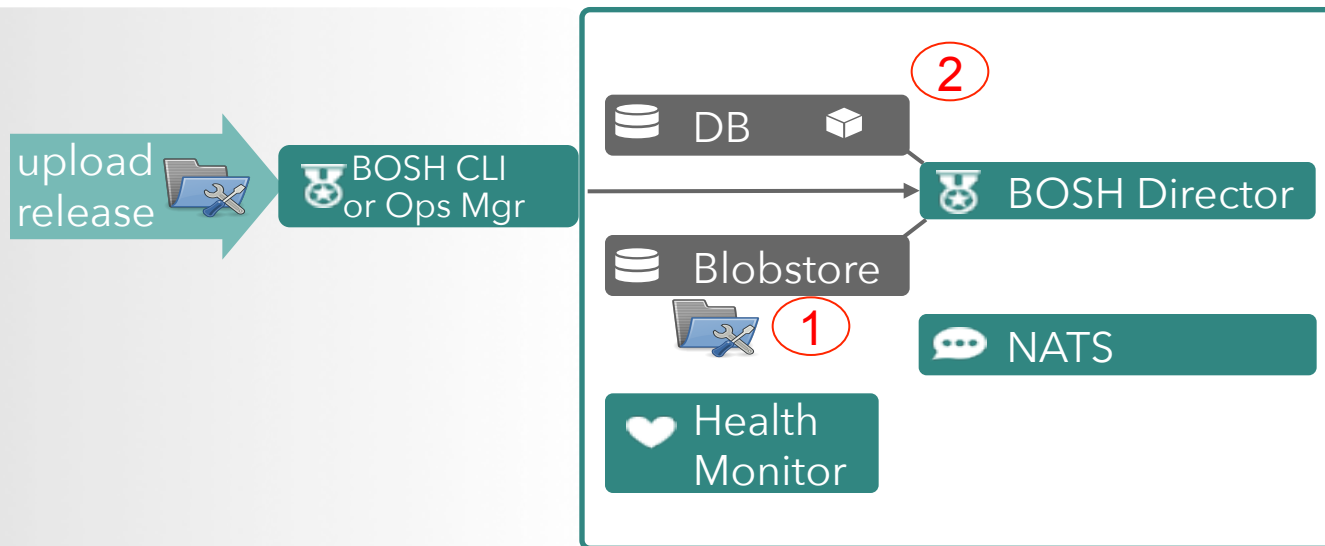 upload
release
BOSH CLI
or Ops Mgr
2
DB
BOSH Director
Blobstore
1
NATS
Health
Monitor